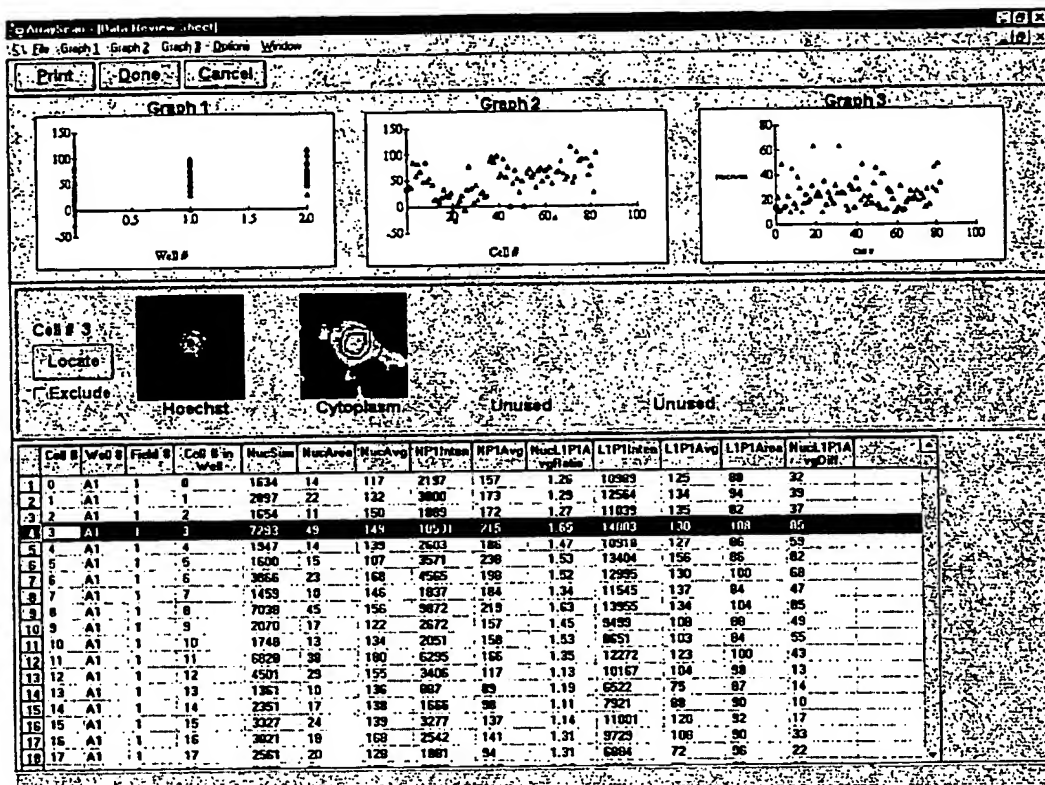 ArrayScan - [Data Review Sheet]
File Graph 1 Graph 2 Graph 3 Options Window
Print Done Cancel
Graph 1 Graph 2 Graph 3
150
100
50
0
-50
0.5 1.0 1.5 2.0
Well #
150
100
50
0
-50
20 40 60 80 100
Cell #
80
60
40
20
0
0 20 40 60 80 100
Cell #
Cell # 3
Locate
Exclude
Hoechst Cytoplasm Unused Unused
Cell # Well # Field # Cell # in Well NucSize NucArea NucAvg NP1Inten NP1Avg NucL1P1AvgRatio L1P1Inten L1P1Avg L1P1Area NucL1P1AvgDiff
1 0 A1 1 0 1634 14 117 2197 157 1.26 10989 125 88 32
2 1 A1 1 1 2897 22 132 3800 173 1.29 12564 134 94 39
3 2 A1 1 2 1654 11 150 1889 172 1.27 11039 135 82 37
4 3 A1 1 3 7293 49 149 10531 215 1.65 14003 130 108 85
5 4 A1 1 4 1947 14 139 2603 186 1.47 10918 127 86 59
6 5 A1 1 5 1600 15 107 3571 238 1.53 13404 156 86 82
7 6 A1 1 6 3866 23 168 4565 198 1.52 12995 130 100 68
8 7 A1 1 7 1459 10 146 1837 184 1.34 11545 137 84 47
9 8 A1 1 8 7038 45 156 9872 219 1.63 13955 134 104 85
10 9 A1 1 9 2070 17 122 2672 157 1.45 9499 108 88 49
11 10 A1 1 10 1748 13 134 2051 158 1.53 8651 103 84 55
12 11 A1 1 11 6828 38 180 6295 166 1.35 12272 123 100 43
13 12 A1 1 12 4501 29 155 3406 117 1.13 10167 104 98 13
14 13 A1 1 13 1361 10 136 887 89 1.19 6522 75 87 14
15 14 A1 1 14 2351 17 138 1666 98 1.11 7921 88 90 10
16 15 A1 1 15 3327 24 139 3277 137 1.14 11001 120 92 17
17 16 A1 1 16 3021 18 168 2542 141 1.31 9729 108 90 33
18 17 A1 1 17 2561 20 128 1881 94 1.31 6884 72 96 22